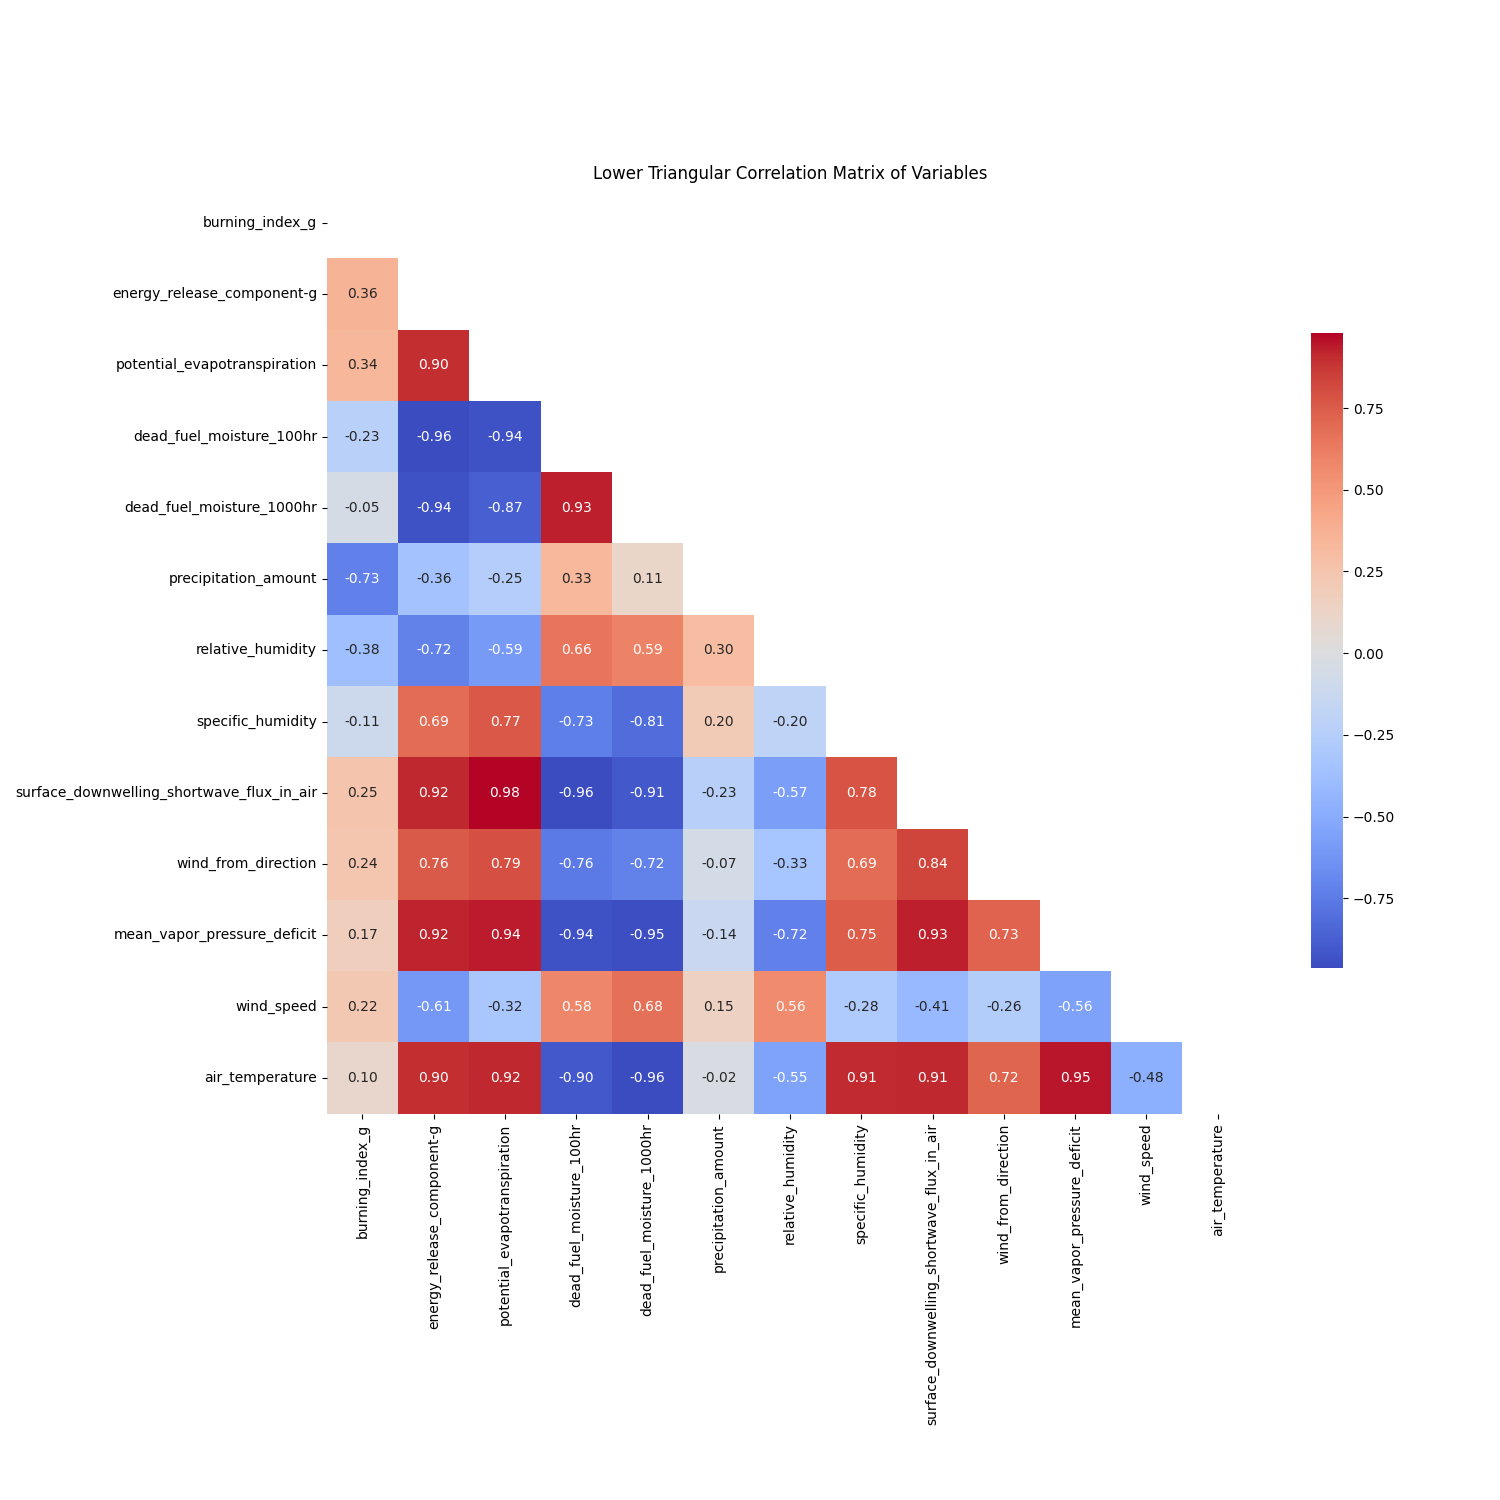 Lower Triangular Correlation Matrix of Variables
burning_index_g
energy_release_component-g 0.36
potential_evapotranspiration 0.34 0.90
dead_fuel_moisture_100hr -0.23 -0.96 -0.94
dead_fuel_moisture_1000hr -0.05 -0.94 -0.87 0.93
precipitation_amount -0.73 -0.36 -0.25 0.33 0.11
relative_humidity -0.38 -0.72 -0.59 0.66 0.59 0.30
specific_humidity -0.11 0.69 0.77 -0.73 -0.81 0.20 -0.20
surface_downwelling_shortwave_flux_in_air 0.25 0.92 0.98 -0.96 -0.91 -0.23 -0.57 0.78
wind_from_direction 0.24 0.76 0.79 -0.76 -0.72 -0.07 -0.33 0.69 0.84
mean_vapor_pressure_deficit 0.17 0.92 0.94 -0.94 -0.95 -0.14 -0.72 0.75 0.93 0.73
wind_speed 0.22 -0.61 -0.32 0.58 0.68 0.15 0.56 -0.28 -0.41 -0.26 -0.56
air_temperature 0.10 0.90 0.92 -0.90 -0.96 -0.02 -0.55 0.91 0.91 0.72 0.95 -0.48
burning_index_g
energy_release_component-g
potential_evapotranspiration
dead_fuel_moisture_100hr
dead_fuel_moisture_1000hr
precipitation_amount
relative_humidity
specific_humidity
surface_downwelling_shortwave_flux_in_air
wind_from_direction
mean_vapor_pressure_deficit
wind_speed
air_temperature
0.75
0.50
0.25
0.00
−0.25
−0.50
−0.75